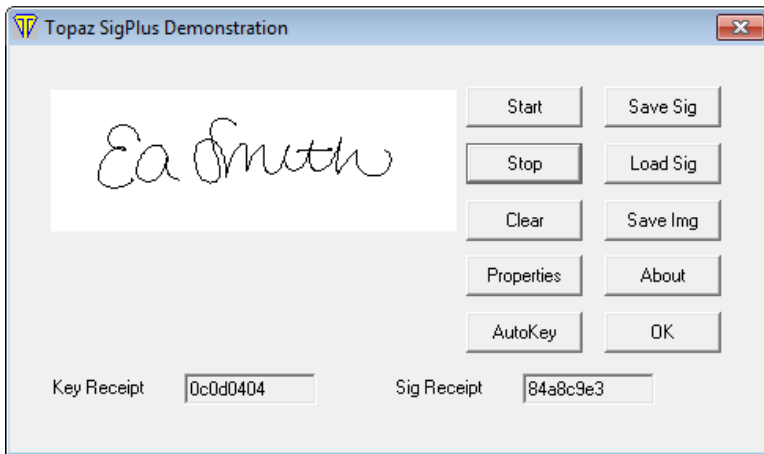 Topaz SigPlus Demonstration
Ea Smith
Start
Save Sig
Stop
Load Sig
Clear
Save Img
Properties
About
AutoKey
OK
Key Receipt 0c0d0404 Sig Receipt 84a8c9e3